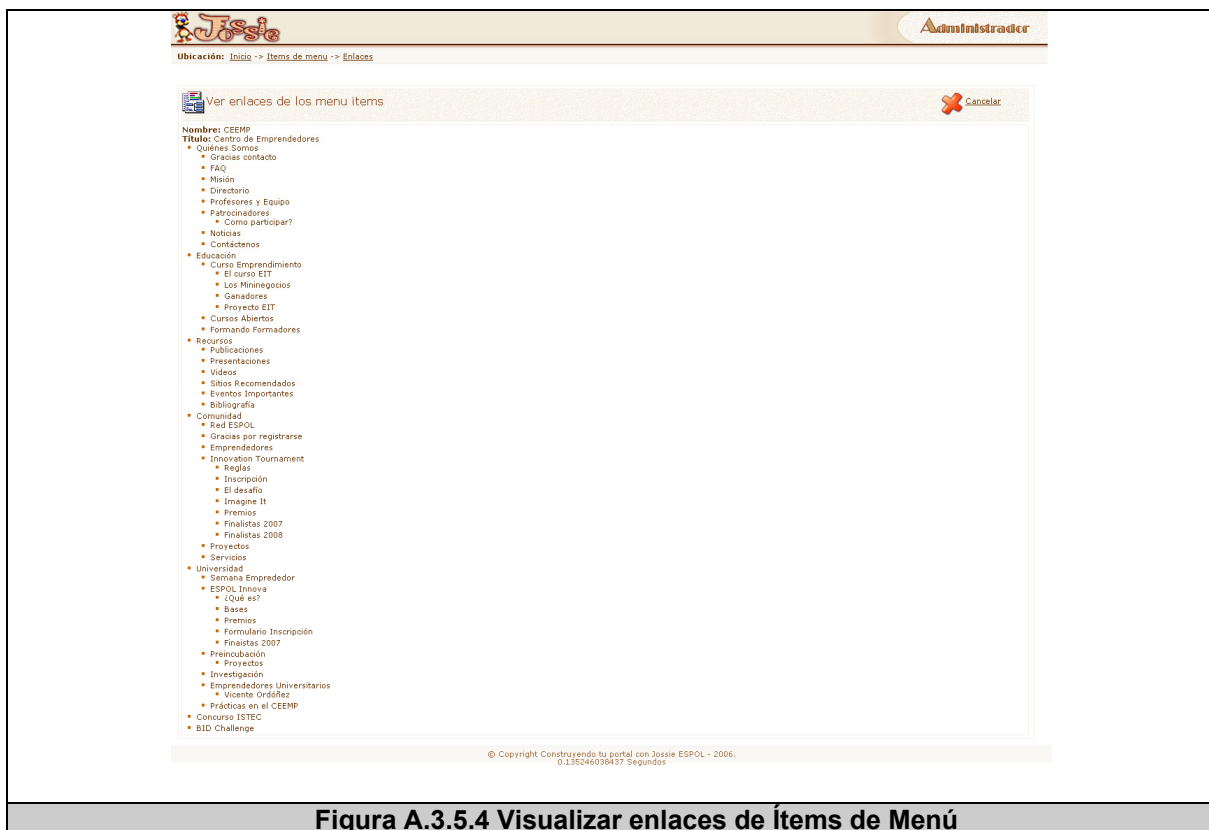 Jossie
Administrador
Ubicación: Inicio -> Items de menu -> Enlaces
Ver enlaces de los menu items
Cancelar
Nombre: CEEMP
Título: Centro de Emprendedores
Quiénes Somos
Gracias contacto
FAQ
Misión
Directorio
Profesores y Equipo
Patrocinadores
Como participar?
Noticias
Contáctenos
Educación
Curso Emprendimiento
El curso EIT
Los Mininegocios
Ganadores
Proyecto EIT
Cursos Abiertos
Formando Formadores
Recursos
Publicaciones
Presentaciones
Videos
Sitios Recomendados
Eventos Importantes
Bibliografía
Comunidad
Red ESPOL
Gracias por registrarse
Emprendedores
Innovation Tournament
Reglas
Inscripción
El desafío
Imagine It
Premios
Finalistas 2007
Finalistas 2008
Proyectos
Servicios
Universidad
Semana Emprededor
ESPOL Innova
¿Qué es?
Bases
Premios
Formulario Inscripción
Finaistas 2007
Preincubación
Proyectos
Investigación
Emprendedores Universitarios
Vicente Ordóñez
Prácticas en el CEEMP
Concurso ISTEC
BID Challenge
© Copyright Construyendo tu portal con Jossie ESPOL - 2006.
0.135246038437 Segundos
Figura A.3.5.4 Visualizar enlaces de Ítems de Menú